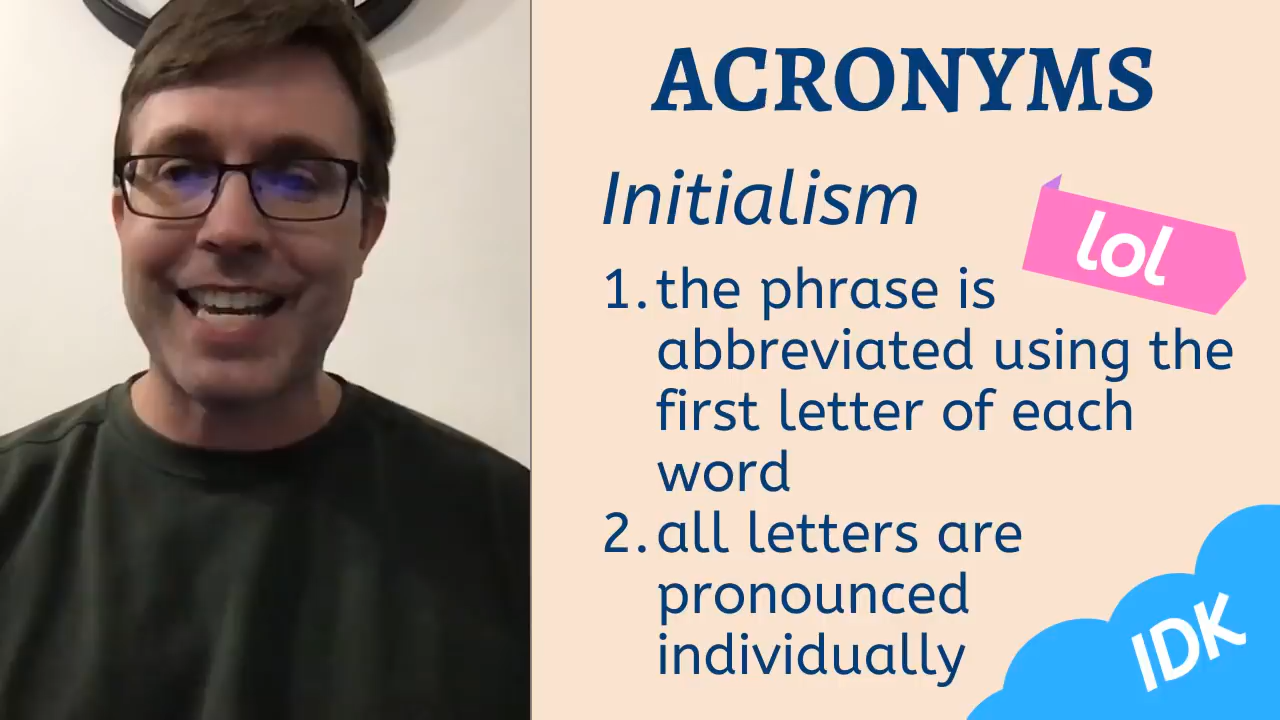 ACRONYMS
Initialism
lol
1. the phrase is
abbreviated using the
first letter of each
word
2. all letters are
pronounced
individually
IDK